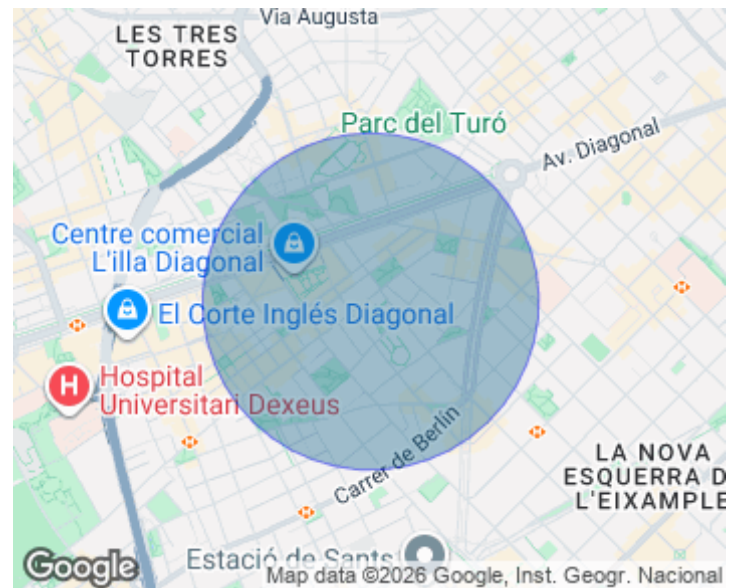 Via Augusta
LES TRES
TORRES
Parc del Turó
Av. Diagonal
Centre comercial
L'illa Diagonal
El Corte Inglés Diagonal
H
Hospital
Universitari Dexeus
Carrer de Berlín
LA NOVA
ESQUERRA D
L'EIXAMPLE
Estació de Sants
Google
Map data ©2026 Google, Inst. Geogr. Nacional